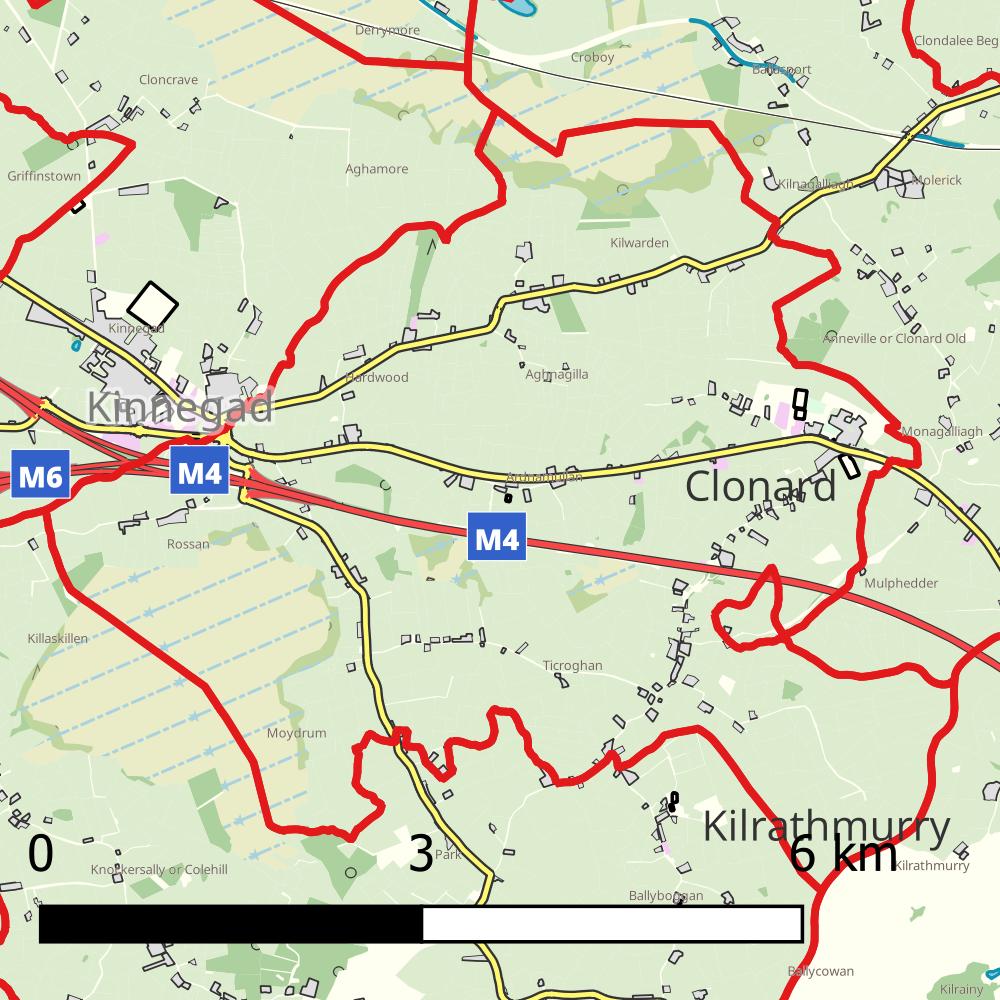 Derrymore
Clondalee Beg
Croboy
Ballasport
Cloncrave
Aghamore
Griffinstown
Kilnagalliagh
Molerick
Kilwarden
Kinnegad
Anneville or Clonard Old
Hardwood
Aghnagilla
Kinnegad
Monagalliagh
M6
M4
Ardnamullan
Clonard
M4
Rossan
Mulphedder
Killaskillen
Ticroghan
Moydrum
Kilrathmurry
0 3 6 km
Park
Knockersally or Colehill
Kilrathmurry
Ballyboggan
Ballycowan
Kilrainy